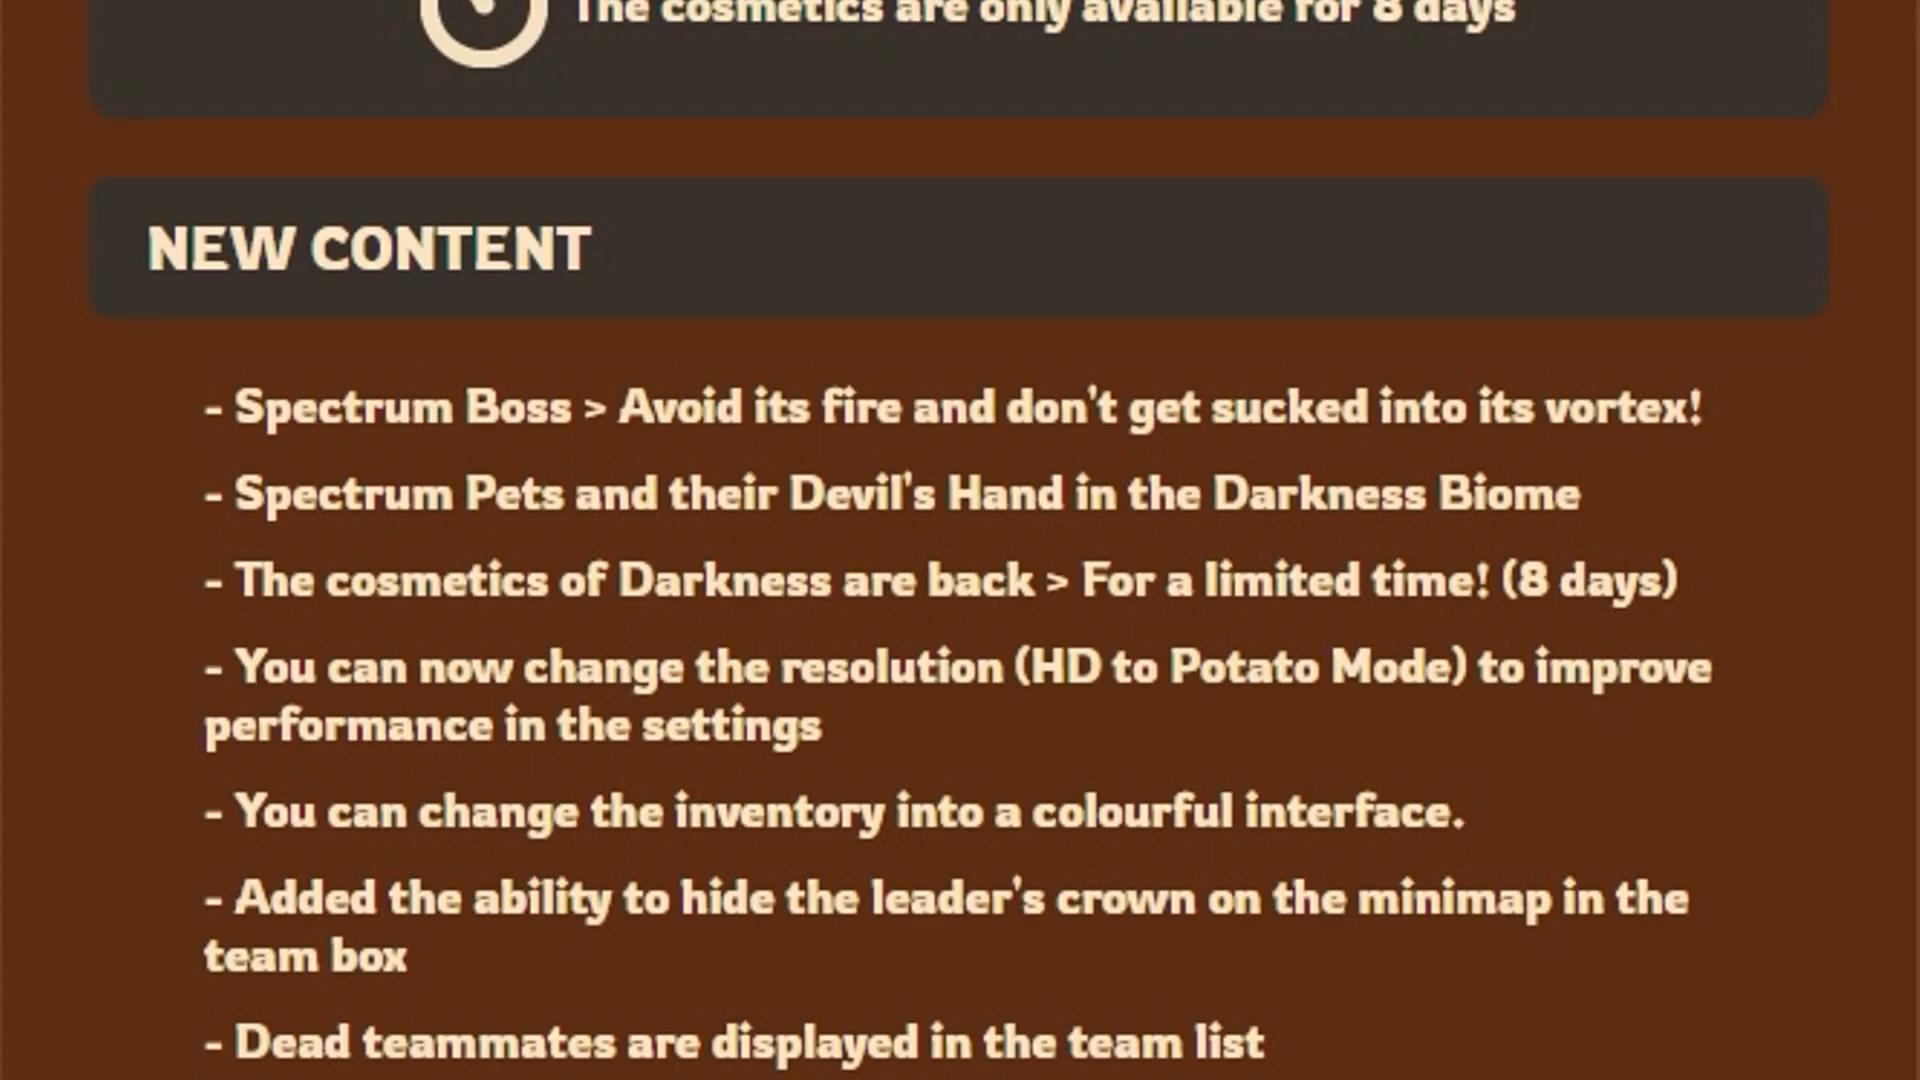 The cosmetics are only available for 8 days
NEW CONTENT
- Spectrum Boss > Avoid its fire and don't get sucked into its vortex!
- Spectrum Pets and their Devil's Hand in the Darkness Biome
- The cosmetics of Darkness are back > For a limited time! (8 days)
- You can now change the resolution (HD to Potato Mode) to improve
performance in the settings
- You can change the inventory into a colourful interface.
- Added the ability to hide the leader's crown on the minimap in the
team box
- Dead teammates are displayed in the team list